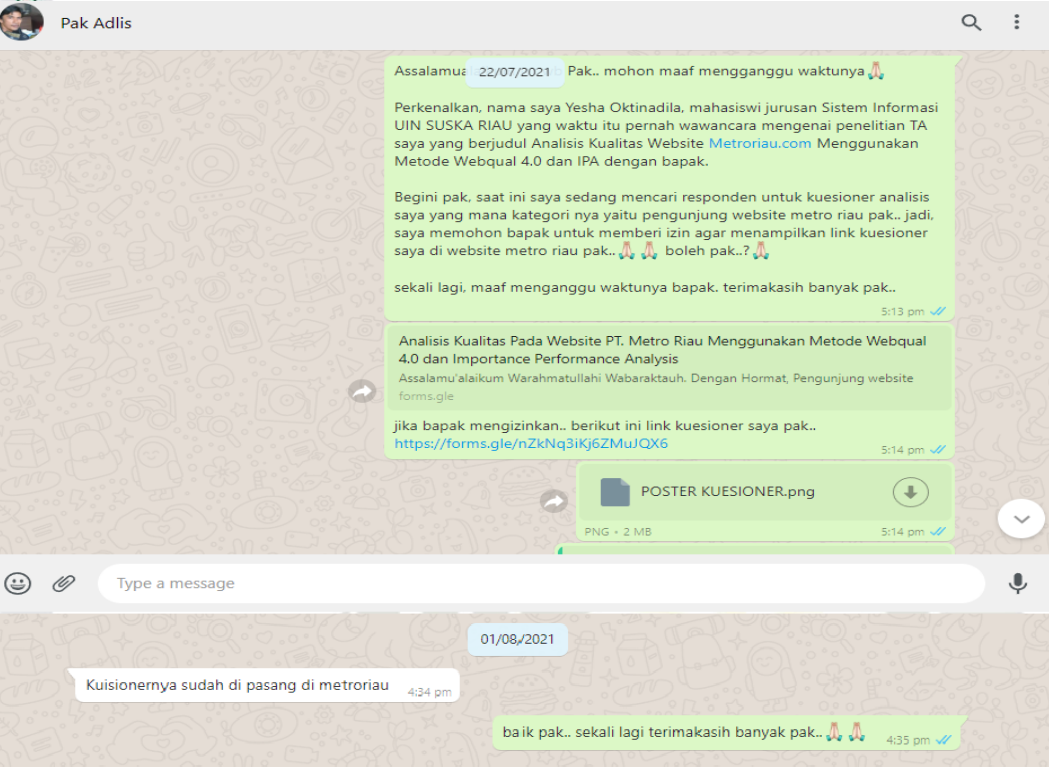 Pak Adlis
22/07/2021
Assalamua Pak.. mohon maaf mengganggu waktunya🙏🏻
Perkenalkan, nama saya Yesha Oktinadila, mahasiswi jurusan Sistem Informasi
UIN SUSKA RIAU yang waktu itu pernah wawancara mengenai penelitian TA
saya yang berjudul Analisis Kualitas Website Metroriau.com Menggunakan
Metode Webqual 4.0 dan IPA dengan bapak.
Begini pak, saat ini saya sedang mencari responden untuk kuesioner analisis
saya yang mana kategori nya yaitu pengunjung website metro riau pak.. jadi,
saya memohon bapak untuk memberi izin agar menampilkan link kuesioner
saya di website metro riau pak..🙏🏻 🙏🏻 boleh pak..?🙏🏻
sekali lagi, maaf menganggu waktunya bapak. terimakasih banyak pak..
5:13 pm
Analisis Kualitas Pada Website PT. Metro Riau Menggunakan Metode Webqual
4.0 dan Importance Performance Analysis
Assalamu'alaikum Warahmatullahi Wabaraktauh. Dengan Hormat, Pengunjung website
forms.gle
jika bapak mengizinkan.. berikut ini link kuesioner saya pak..
https://forms.gle/nZkNq3iKj6ZMuJQX6
5:14 pm
POSTER KUESIONER.png
PNG • 2 MB
5:14 pm
Type a message
01/08/2021
Kuisionernya sudah di pasang di metroriau
4:34 pm
baik pak.. sekali lagi terimakasih banyak pak..🙏🏻 🙏🏻
4:35 pm